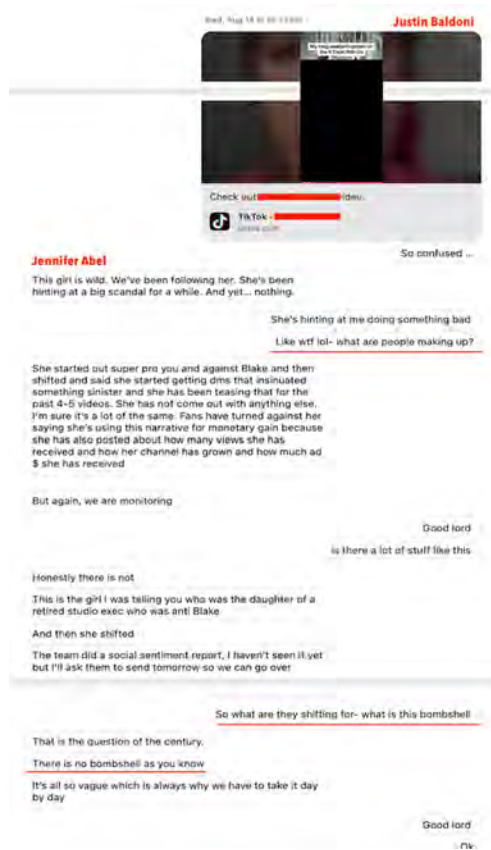 Wed, Aug 14 at
Justin Baldoni
Check out ideo.
TikTok -
So confused ...
Jennifer Abel
This girl is wild. We've been following her. She's been
hinting at a big scandal for a while. And yet... nothing.
She's hinting at me doing something bad
Like wtf lol- what are people making up?
She started out super pro you and against Blake and then
shifted and said she started getting dms that insinuated
something sinister and she has been teasing that for the
past 4-5 videos. She has not come out with anything else.
I'm sure it's a lot of the same. Fans have turned against her
saying she's using this narrative for monetary gain because
she has also posted about how many views she has
received and how her channel has grown and how much ad
$ she has received
But again, we are monitoring
Good lord
is there a lot of stuff like this
Honestly there is not
This is the girl I was telling you who was the daughter of a
retired studio exec who was anti Blake
And then she shifted
The team did a social sentiment report, I haven't seen it yet
but I'll ask them to send tomorrow so we can go over
So what are they shifting for- what is this bombshell
That is the question of the century.
There is no bombshell as you know
It's all so vague which is always why we have to take it day
by day
Good lord
Ok